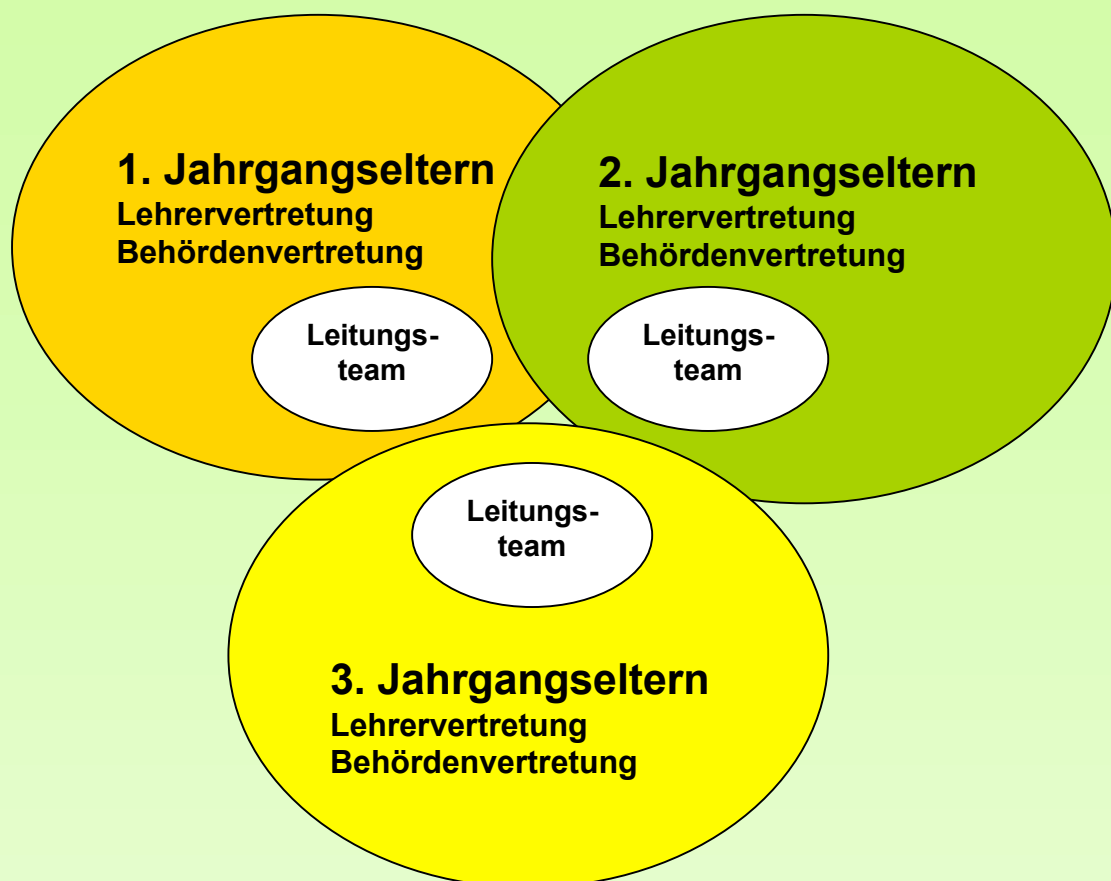 1. Jahrgangseltern
Lehrervertretung
Behördenvertretung
Leitungs-
team
2. Jahrgangseltern
Lehrervertretung
Behördenvertretung
Leitungs-
team
Leitungs-
team
3. Jahrgangseltern
Lehrervertretung
Behördenvertretung